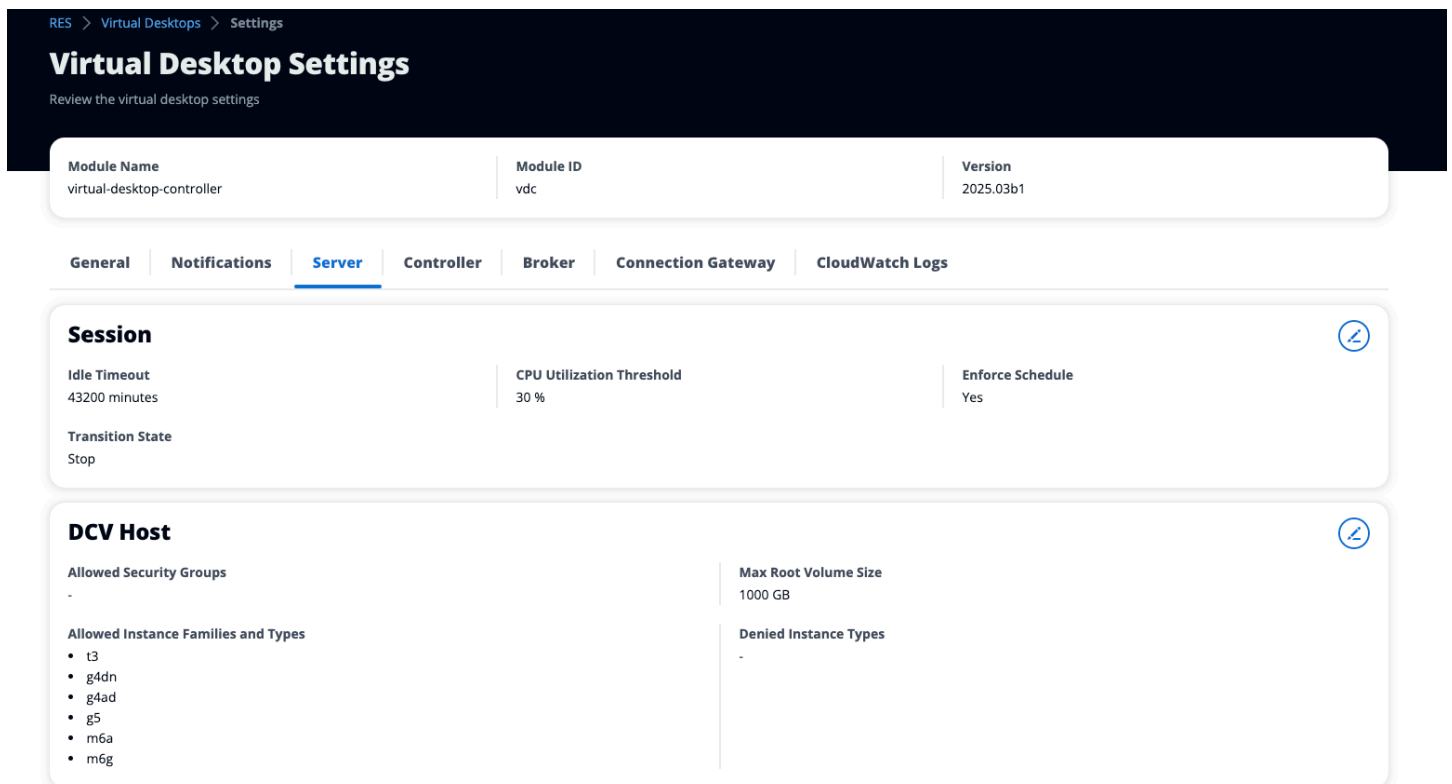 RES > Virtual Desktops > Settings
Virtual Desktop Settings
Review the virtual desktop settings
Module Name
virtual-desktop-controller
Module ID
vdc
Version
2025.03b1
General Notifications Server Controller Broker Connection Gateway CloudWatch Logs
Session
Idle Timeout
43200 minutes
CPU Utilization Threshold
30 %
Enforce Schedule
Yes
Transition State
Stop
DCV Host
Allowed Security Groups
-
Max Root Volume Size
1000 GB
Allowed Instance Families and Types
• t3
• g4dn
• g4ad
• g5
• m6a
• m6g
Denied Instance Types
-